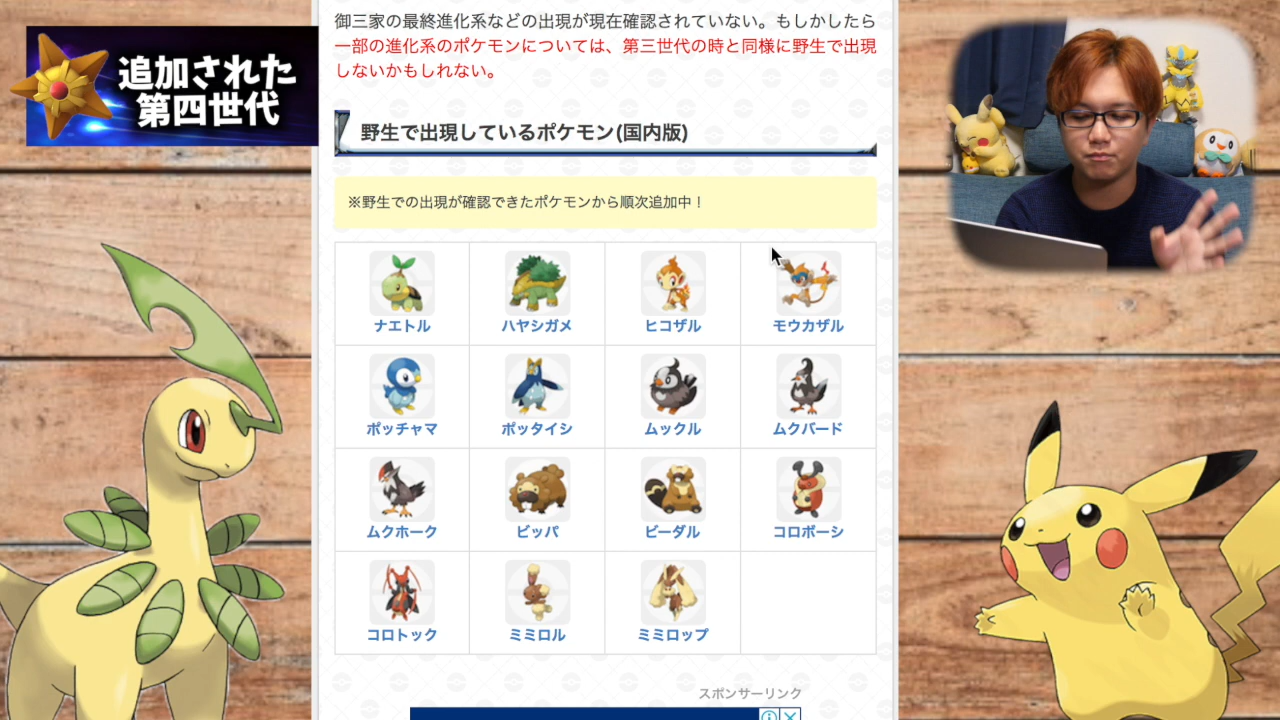 追加された
第四世代
御三家の最終進化系などの出現が現在確認されていない。もしかしたら
一部の進化系のポケモンについては、第三世代の時と同様に野生で出現
しないかもしれない。
野生で出現しているポケモン(国内版)
※野生での出現が確認できたポケモンから順次追加中！
ナエトル
ハヤシガメ
ヒコザル
モウカザル
ポッチャマ
ポッタイシ
ムックル
ムクバード
ムクホーク
ビッパ
ビーダル
コロボーシ
コロトック
ミミロル
ミミロップ
スポンサーリンク